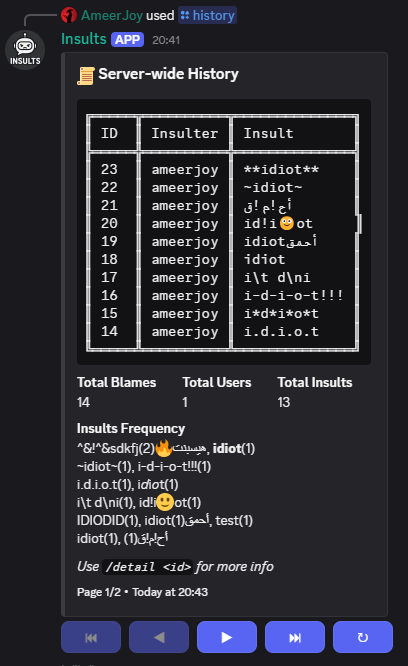 AmeerJoy used history
Insults APP 20:41
INSULTS
📜 Server-wide History
ID Insulter Insult
23 ameerjoy **idiot**
22 ameerjoy ~idiot~
21 ameerjoy أح!م!ق
20 ameerjoy id!i🙂ot
19 ameerjoy idiotأحمق
18 ameerjoy idiot
17 ameerjoy i\t d\ni
16 ameerjoy i-d-i-o-t!!!
15 ameerjoy i*d*i*o*t
14 ameerjoy i.d.i.o.t
Total Blames Total Users Total Insults
14 1 13
Insults Frequency
^&!^&sdkfj(2)🔥هيسبتت, idiot(1)
~idiot~(1), i-d-i-o-t!!!(1)
i.d.i.o.t(1), idiot(1)
i\t d\ni(1), id!i🙂ot(1)
IDIODID(1), idiot(1)أحمق, test(1)
idiot(1), (1)أح!م!ق
Use /detail <id> for more info
Page 1/2 • Today at 20:43